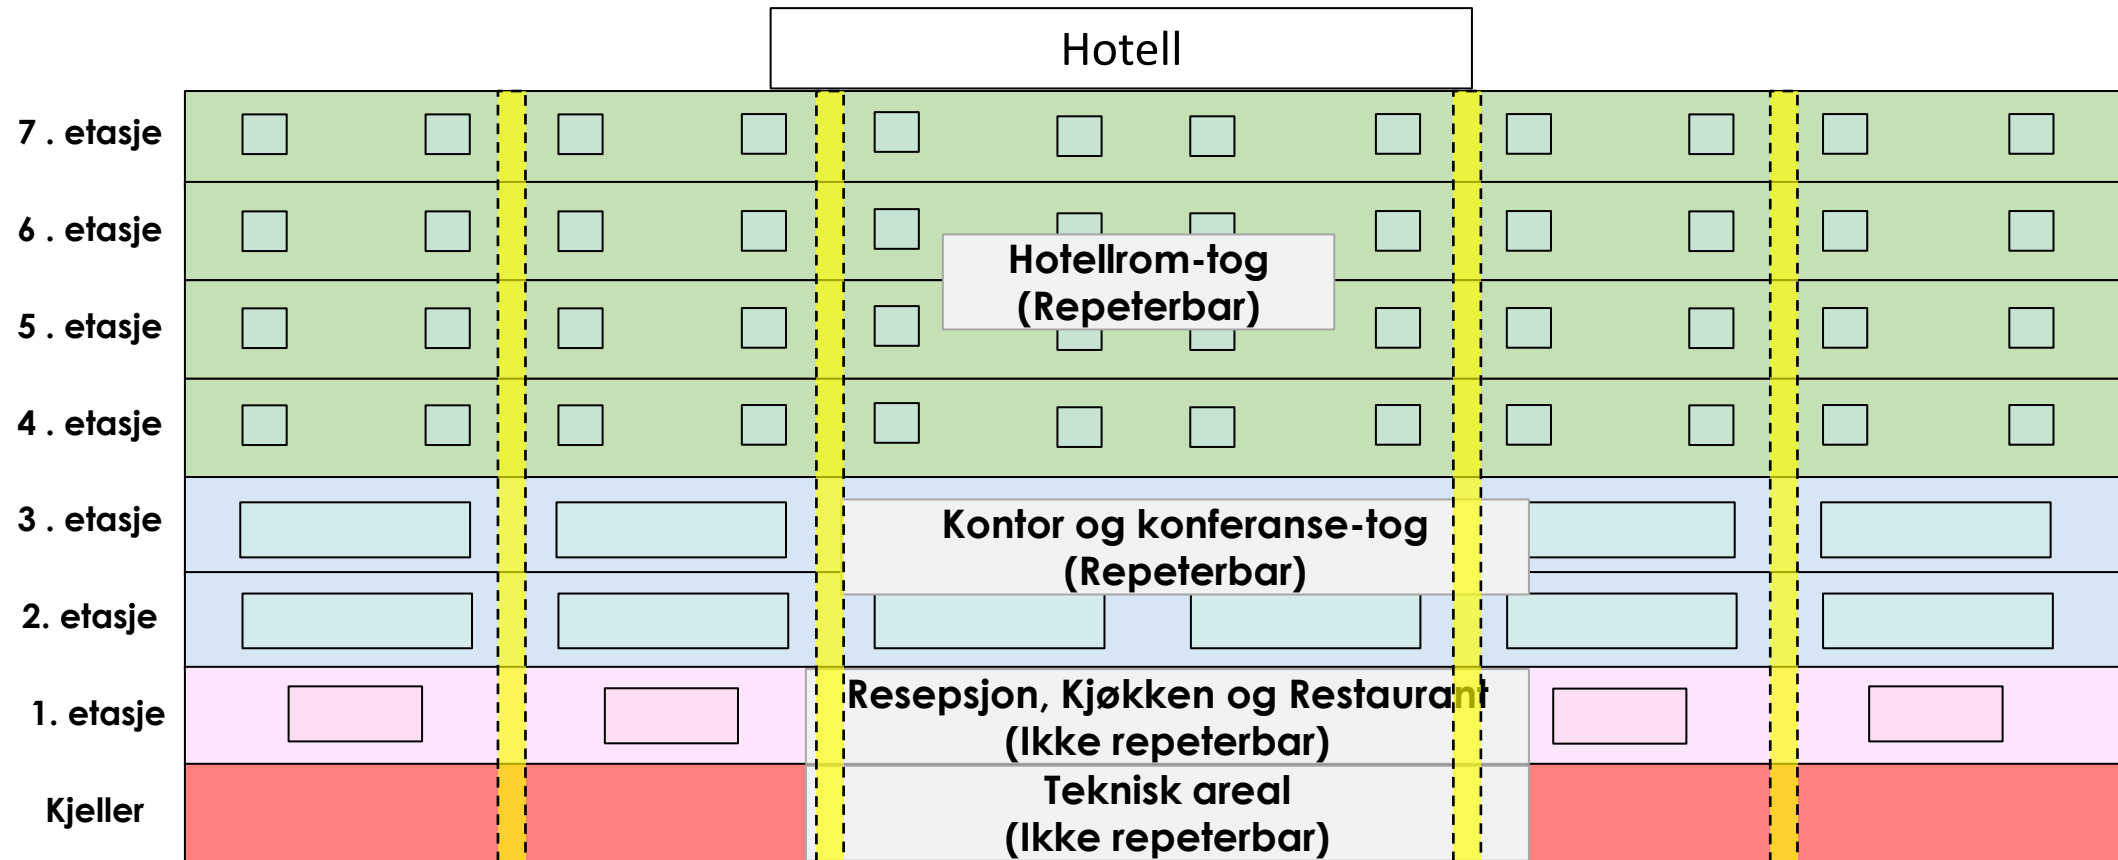 Hotell
7 . etasje
6 . etasje
Hotellrom-tog
(Repeterbar)
5 . etasje
4 . etasje
3 . etasje
Kontor og konferanse-tog
(Repeterbar)
2. etasje
1. etasje
Resepsjon, Kjøkken og Restaurant
(Ikke repeterbar)
Kjeller
Teknisk areal
(Ikke repeterbar)